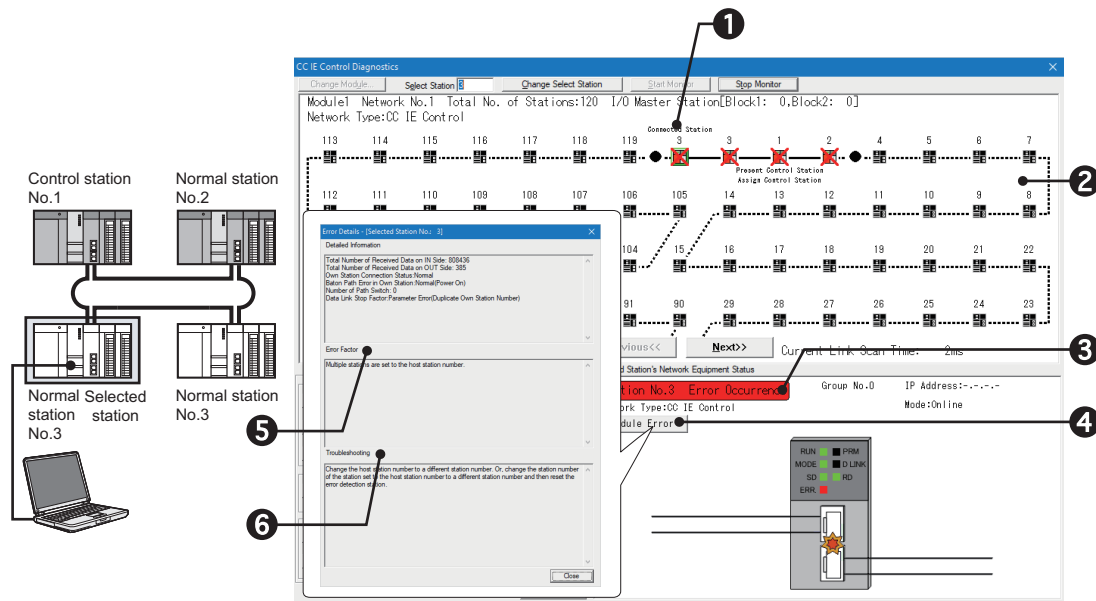 1
CC IE Control Diagnostics
Change Module... Select Station 3 Change Select Station Start Monitor Stop Monitor
Module1 Network No.1 Total No. of Stations:120 I/O Master Station[Block1: 0,Block2: 0]
Network Type:CC IE Control
Connected Station
113 114 115 116 117 118 119 3 3 1 2 4 5 6 7
Present Control Station
Assign Control Station
2
112 111 110 109 108 107 106 105 14 13 12 11 10 9 8
104 15 16 17 18 19 20 21 22
91 90 29 28 27 26 25 24 23
vious<< Next>> Current Link Scan Time: 2ms
3
d Station's Network Equipment Status
tion No.3 Error Occurrence Group No.0 IP Address:-.-.-.-
ork Type:CC IE Control Mode:Online
dule Error
4
RUN PRM
MODE D LINK
SD RD
ERR.
Control station
No.1
Normal station
No.2
Normal
station
No.3
Selected
station
Normal station
No.3
Error Details - [Selected Station No.: 3]
Detailed Information
Total Number of Received Data on IN Side: 808436
Total Number of Received Data on OUT Side: 385
Own Station Connection Status:Normal
Baton Path Error in Own Station:Normal(Power On)
Number of Path Switch: 0
Data Link Stop Factor:Parameter Error(Duplicate Own Station Number)
Error Factor
5
Multiple stations are set to the host station number.
Troubleshooting
6
Change the host station number to a different station number. Or, change the station number
of the station set to the host station number to a different station number and then reset the
error detection station.
Close